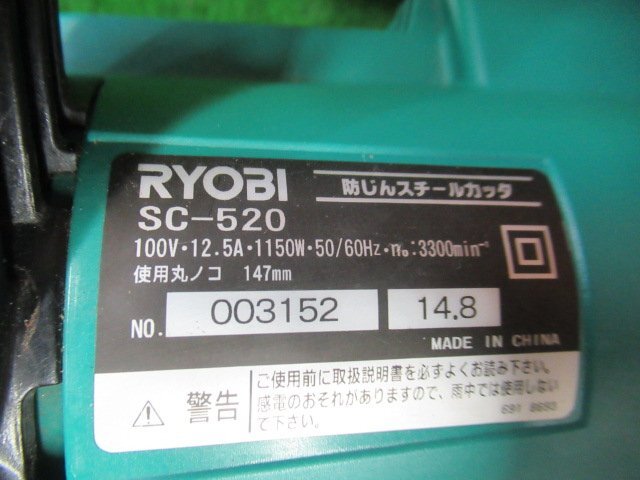 RYOBI 防じんスチールカッタ
SC-520
100V・12.5A・1150W・50/60Hz・n₀:3300min⁻¹
使用丸ノコ 147mm
NO. 003152 14.8
MADE IN CHINA
警告
ご使用前に取扱説明書を必ずよくお読み下さい。
感電のおそれがありますので、雨中では使用しない
で下さい。